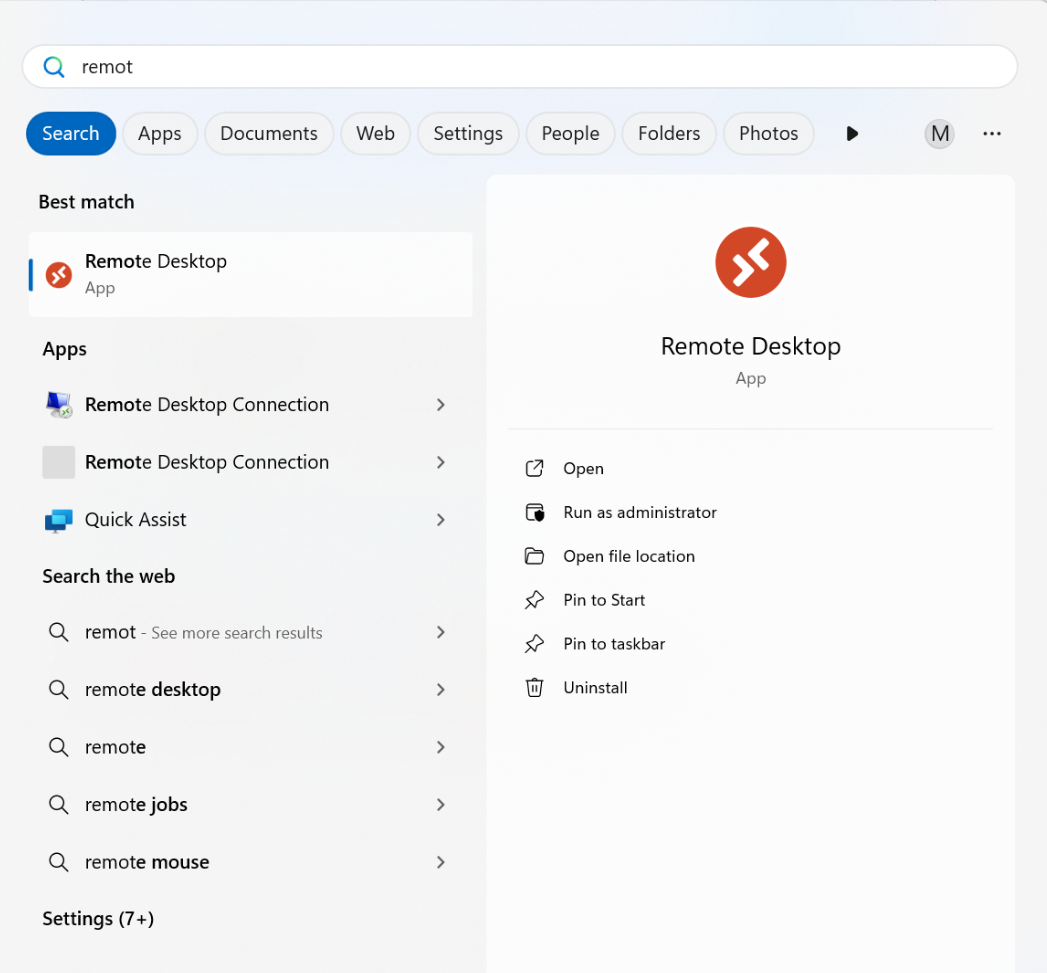 remot
Search Apps Documents Web Settings People Folders Photos M
Best match
Remote Desktop
App
Apps
Remote Desktop Connection
Remote Desktop Connection
Quick Assist
Search the web
remot - See more search results
remote desktop
remote
remote jobs
remote mouse
Settings (7+)
Remote Desktop
App
Open
Run as administrator
Open file location
Pin to Start
Pin to taskbar
Uninstall